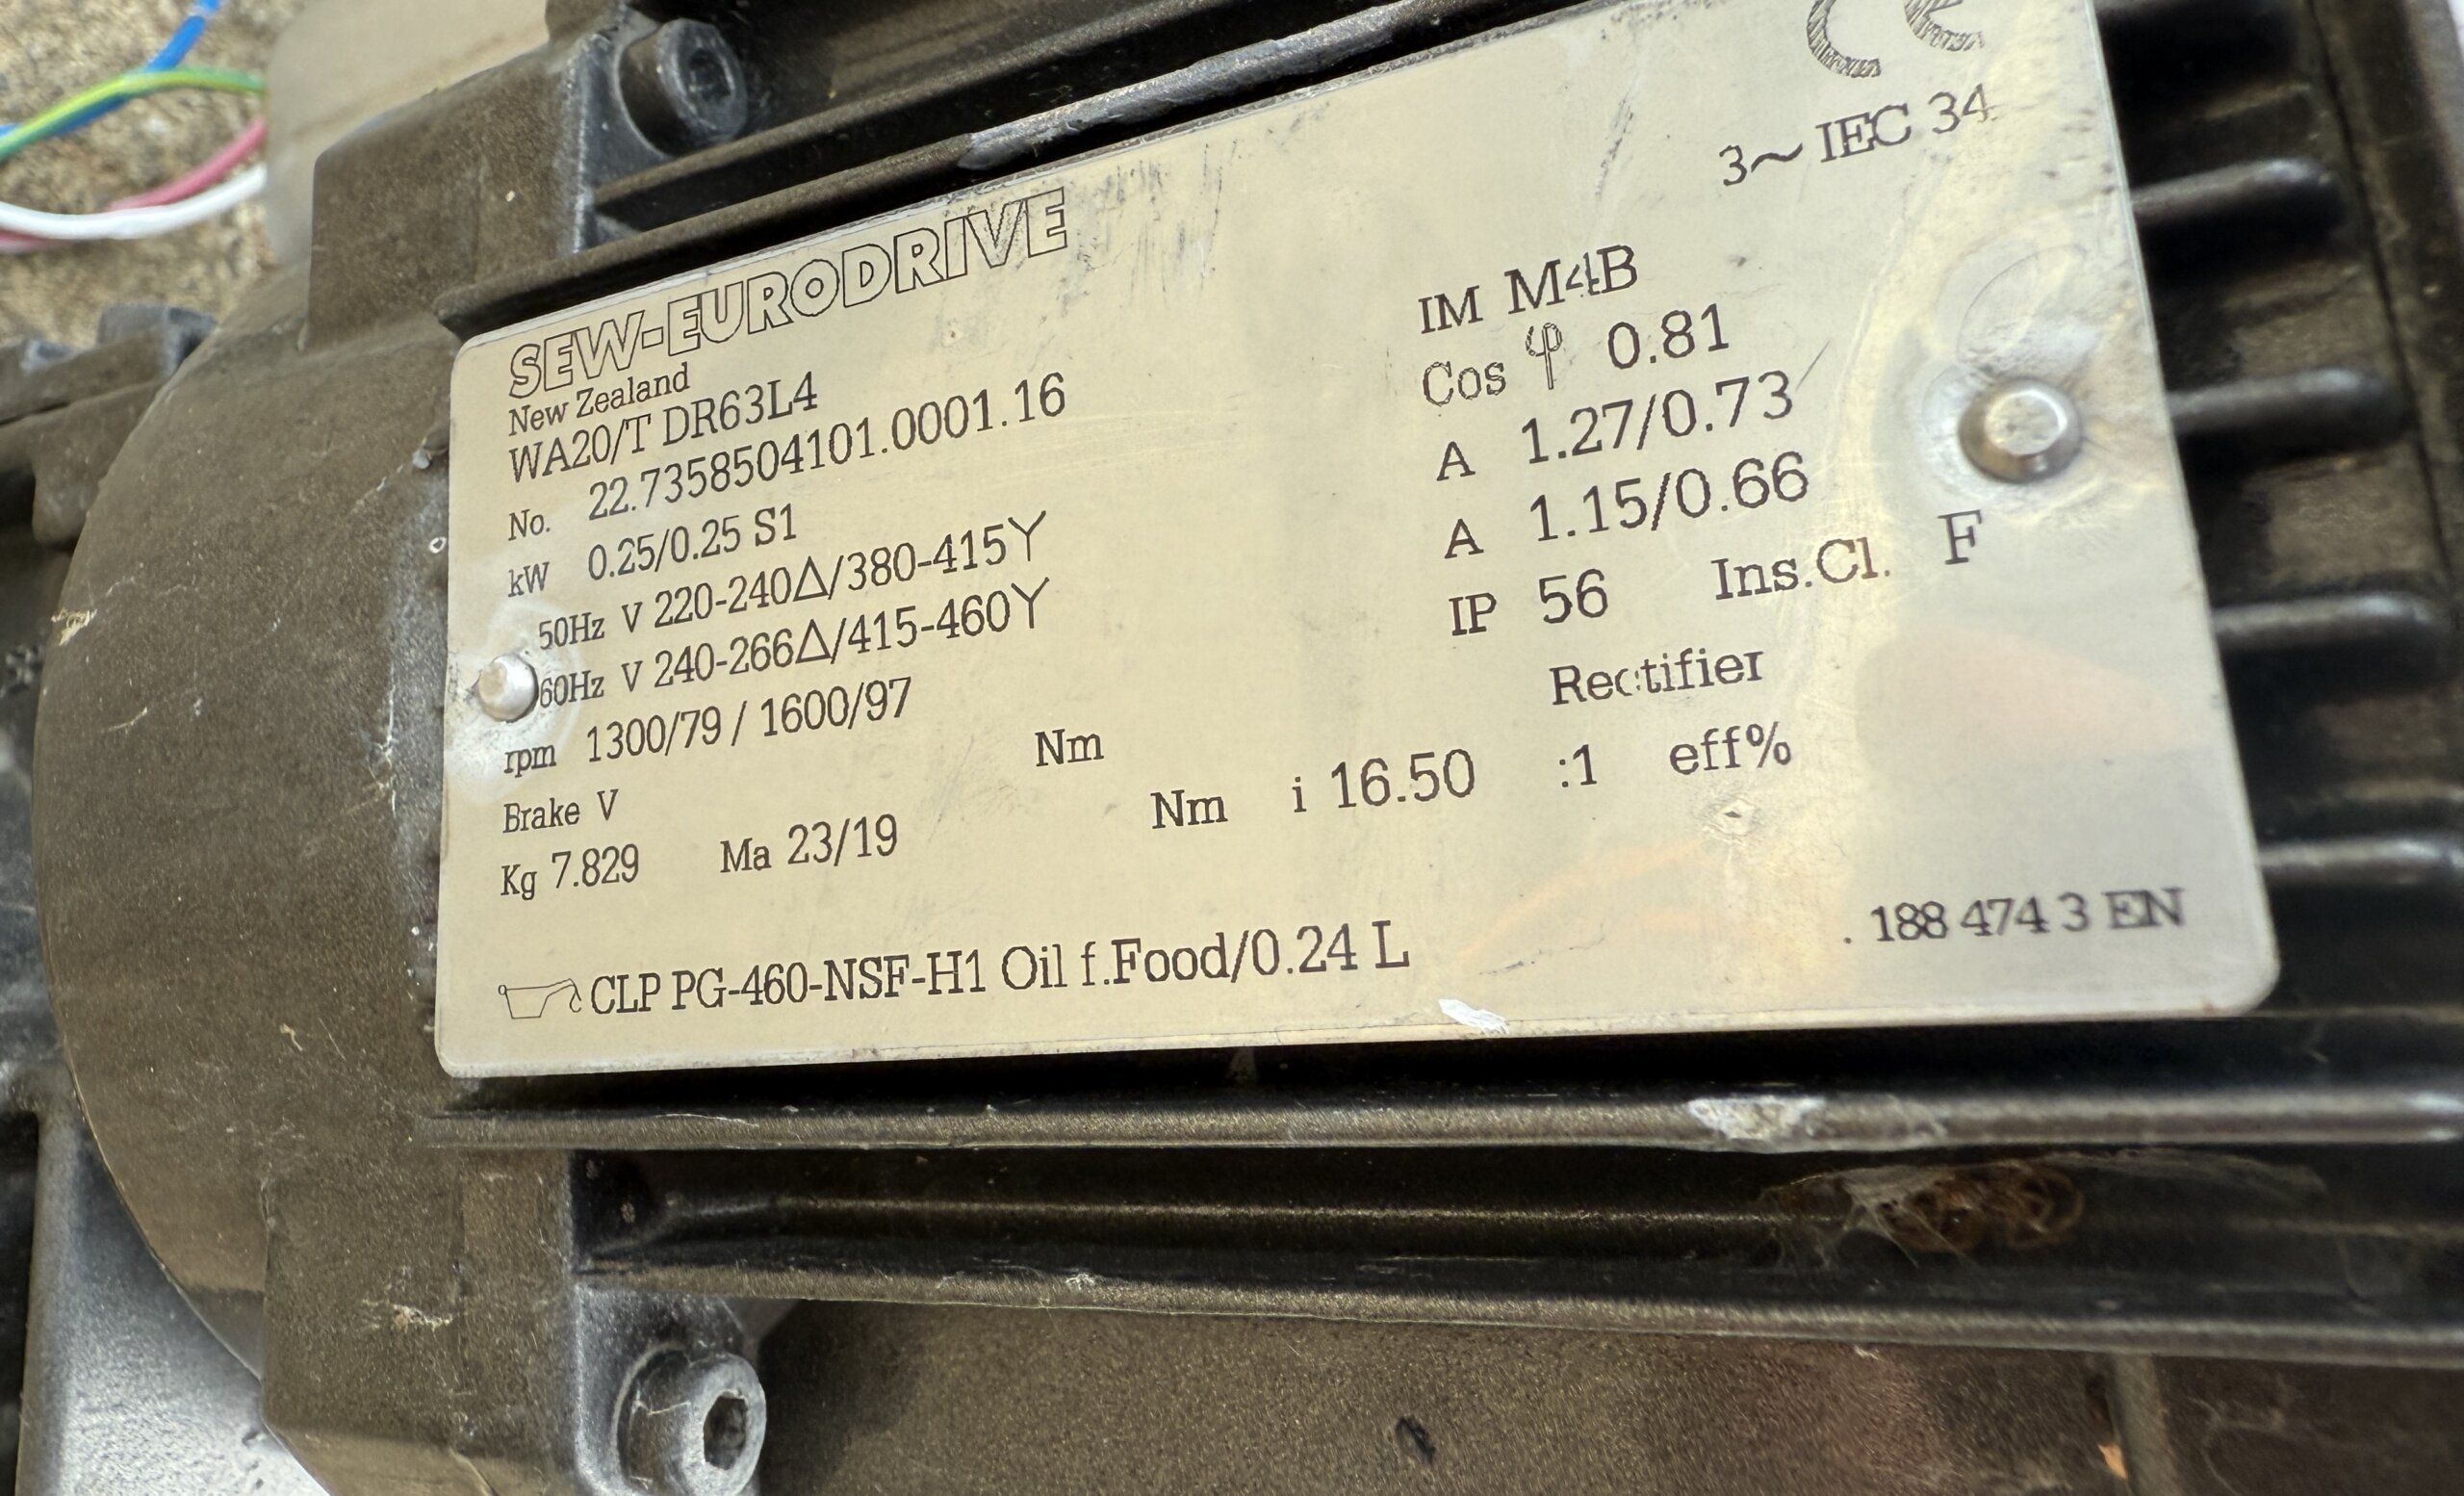 CE
3~ IEC 34
SEW-EURODRIVE
New Zealand
WA20/T DR63L4
No. 22.7358504101.0001.16
kW 0.25/0.25 S1
50Hz V 220-240Δ/380-415Y
60Hz V 240-266Δ/415-460Y
rpm 1300/79 / 1600/97
Brake V Nm
Kg 7.829 Ma 23/19 Nm i 16.50 :1 eff%
IM M4B
Cos φ 0.81
A 1.27/0.73
A 1.15/0.66
IP 56 Ins.Cl. F
Rectifier
CLP PG-460-NSF-H1 Oil f.Food/0.24 L
. 188 474 3 EN